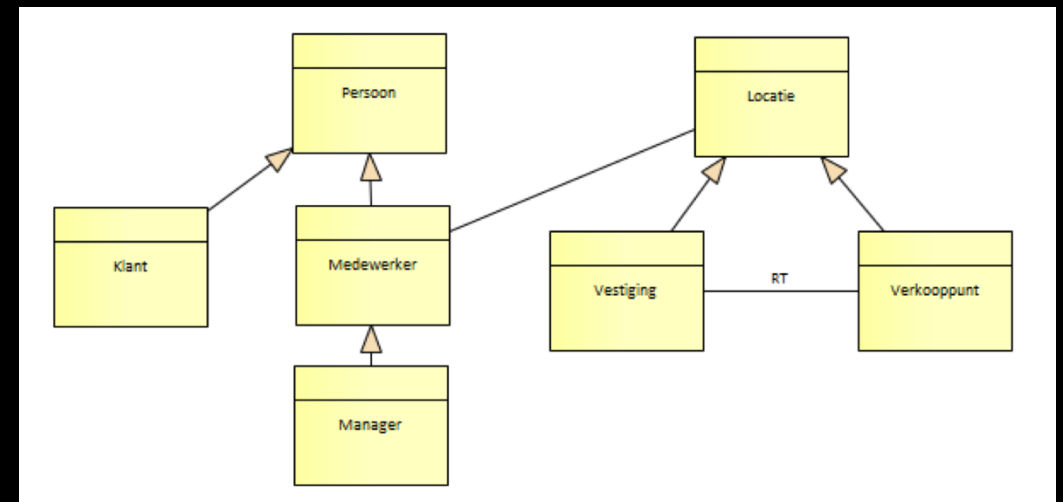 Persoon
Locatie
Klant
Medewerker
Vestiging
RT
Verkooppunt
Manager